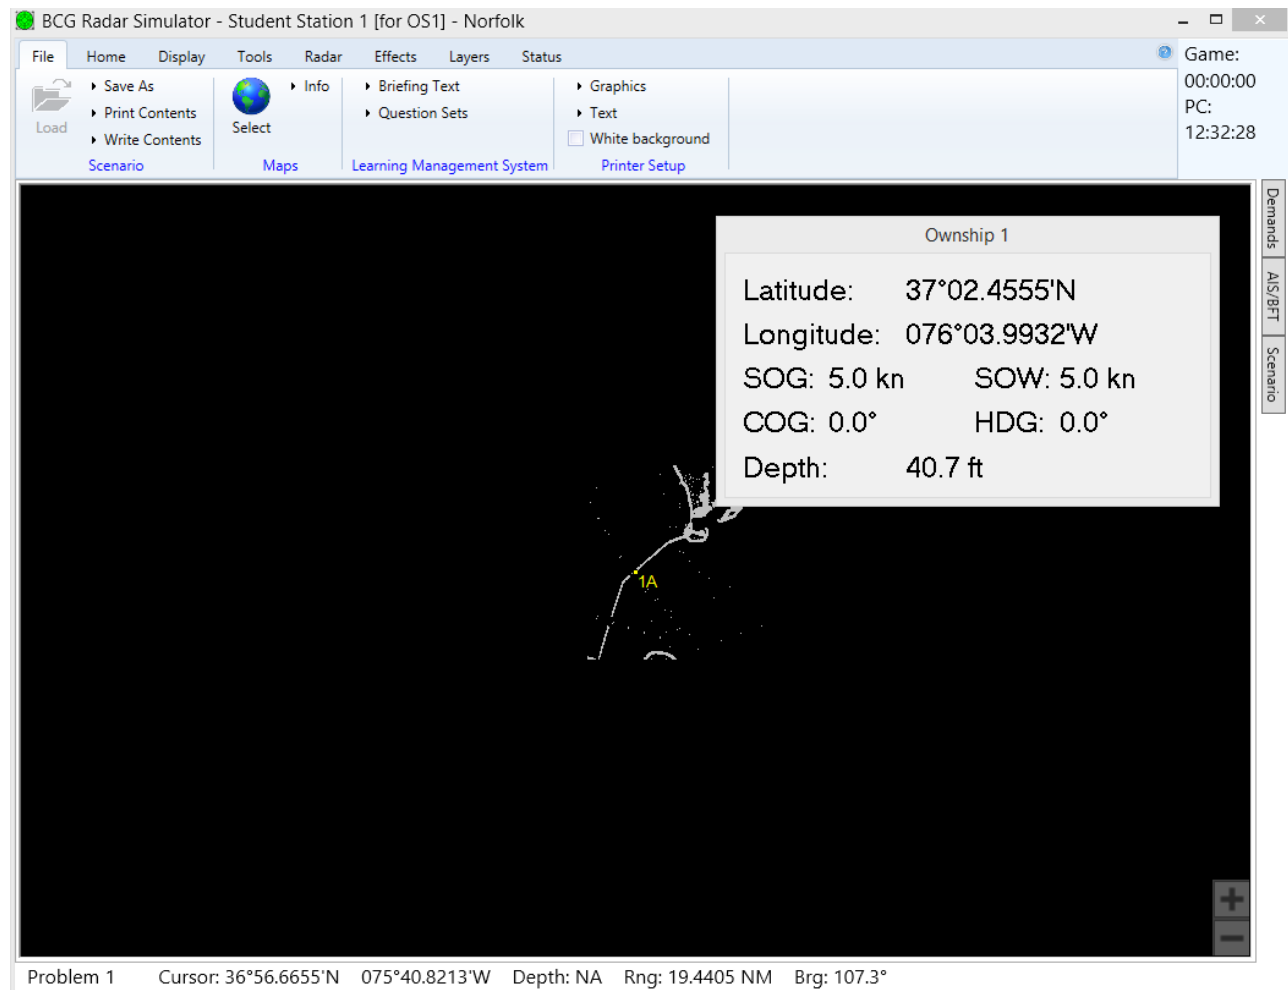 BCG Radar Simulator - Student Station 1 [for OS1] - Norfolk
File Home Display Tools Radar Effects Layers Status
Load
Save As
Print Contents
Write Contents
Scenario
Select
Info
Maps
Briefing Text
Question Sets
Learning Management System
Graphics
Text
White background
Printer Setup
Game:
00:00:00
PC:
12:32:28
Demands
AIS/BFT
Scenario
Ownship 1
Latitude: 37°02.4555'N
Longitude: 076°03.9932'W
SOG: 5.0 kn SOW: 5.0 kn
COG: 0.0° HDG: 0.0°
Depth: 40.7 ft
1A
Problem 1 Cursor: 36°56.6655'N 075°40.8213'W Depth: NA Rng: 19.4405 NM Brg: 107.3°